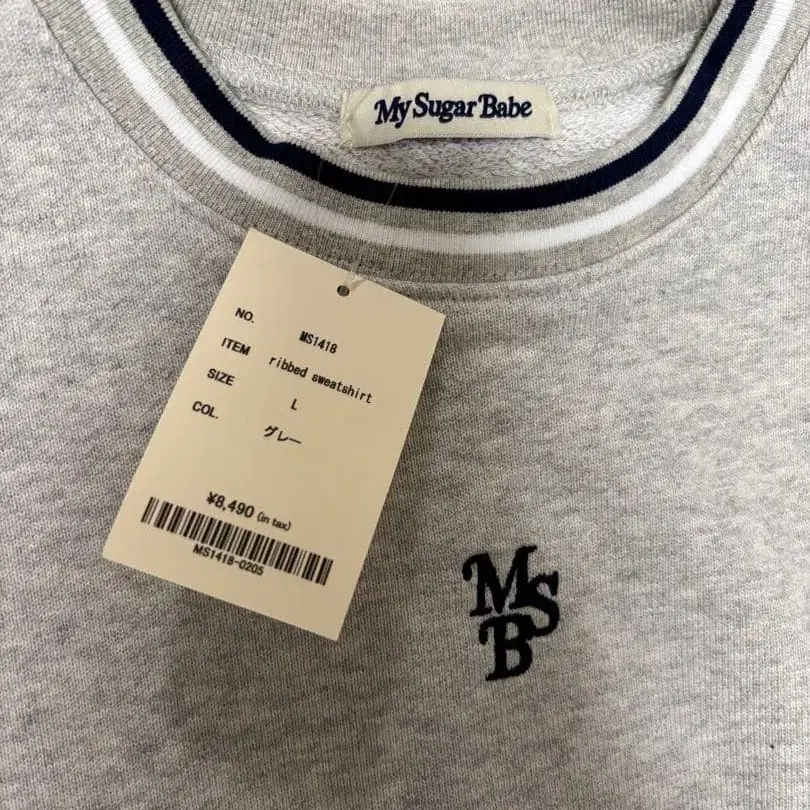 My Sugar Babe
NO. MS1418
ITEM ribbed sweatshirt
SIZE L
COL. グレー
¥8,490 (in tax)
MS1418-0205
MS
B